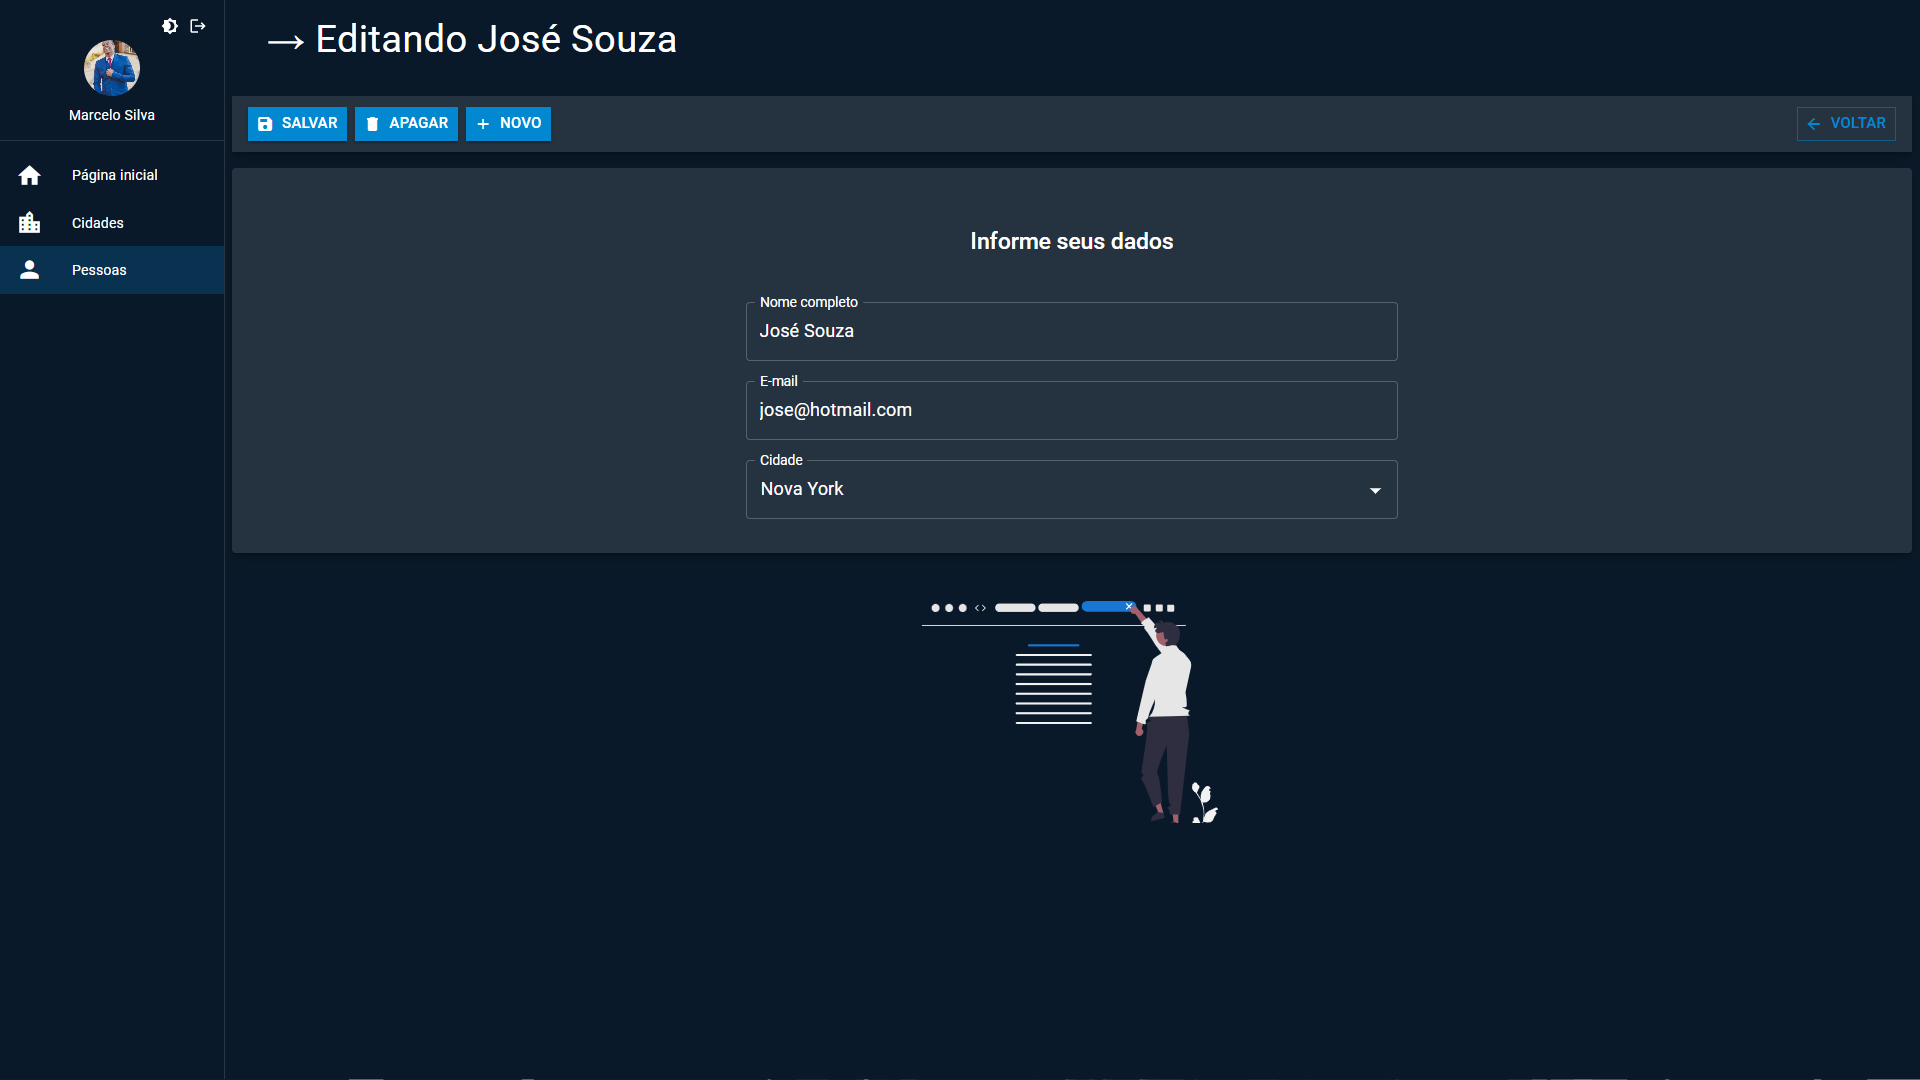 Marcelo Silva
Página inicial
Cidades
Pessoas
→ Editando José Souza
SALVAR APAGAR NOVO VOLTAR
Informe seus dados
Nome completo
José Souza
E-mail
jose@hotmail.com
Cidade
Nova York